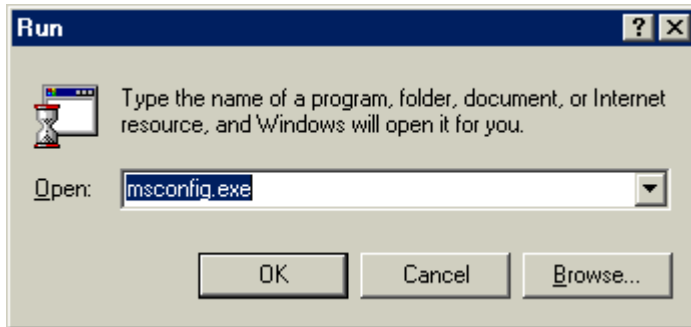 Run
Type the name of a program, folder, document, or Internet
resource, and Windows will open it for you.
Open: msconfig.exe
OK Cancel Browse...